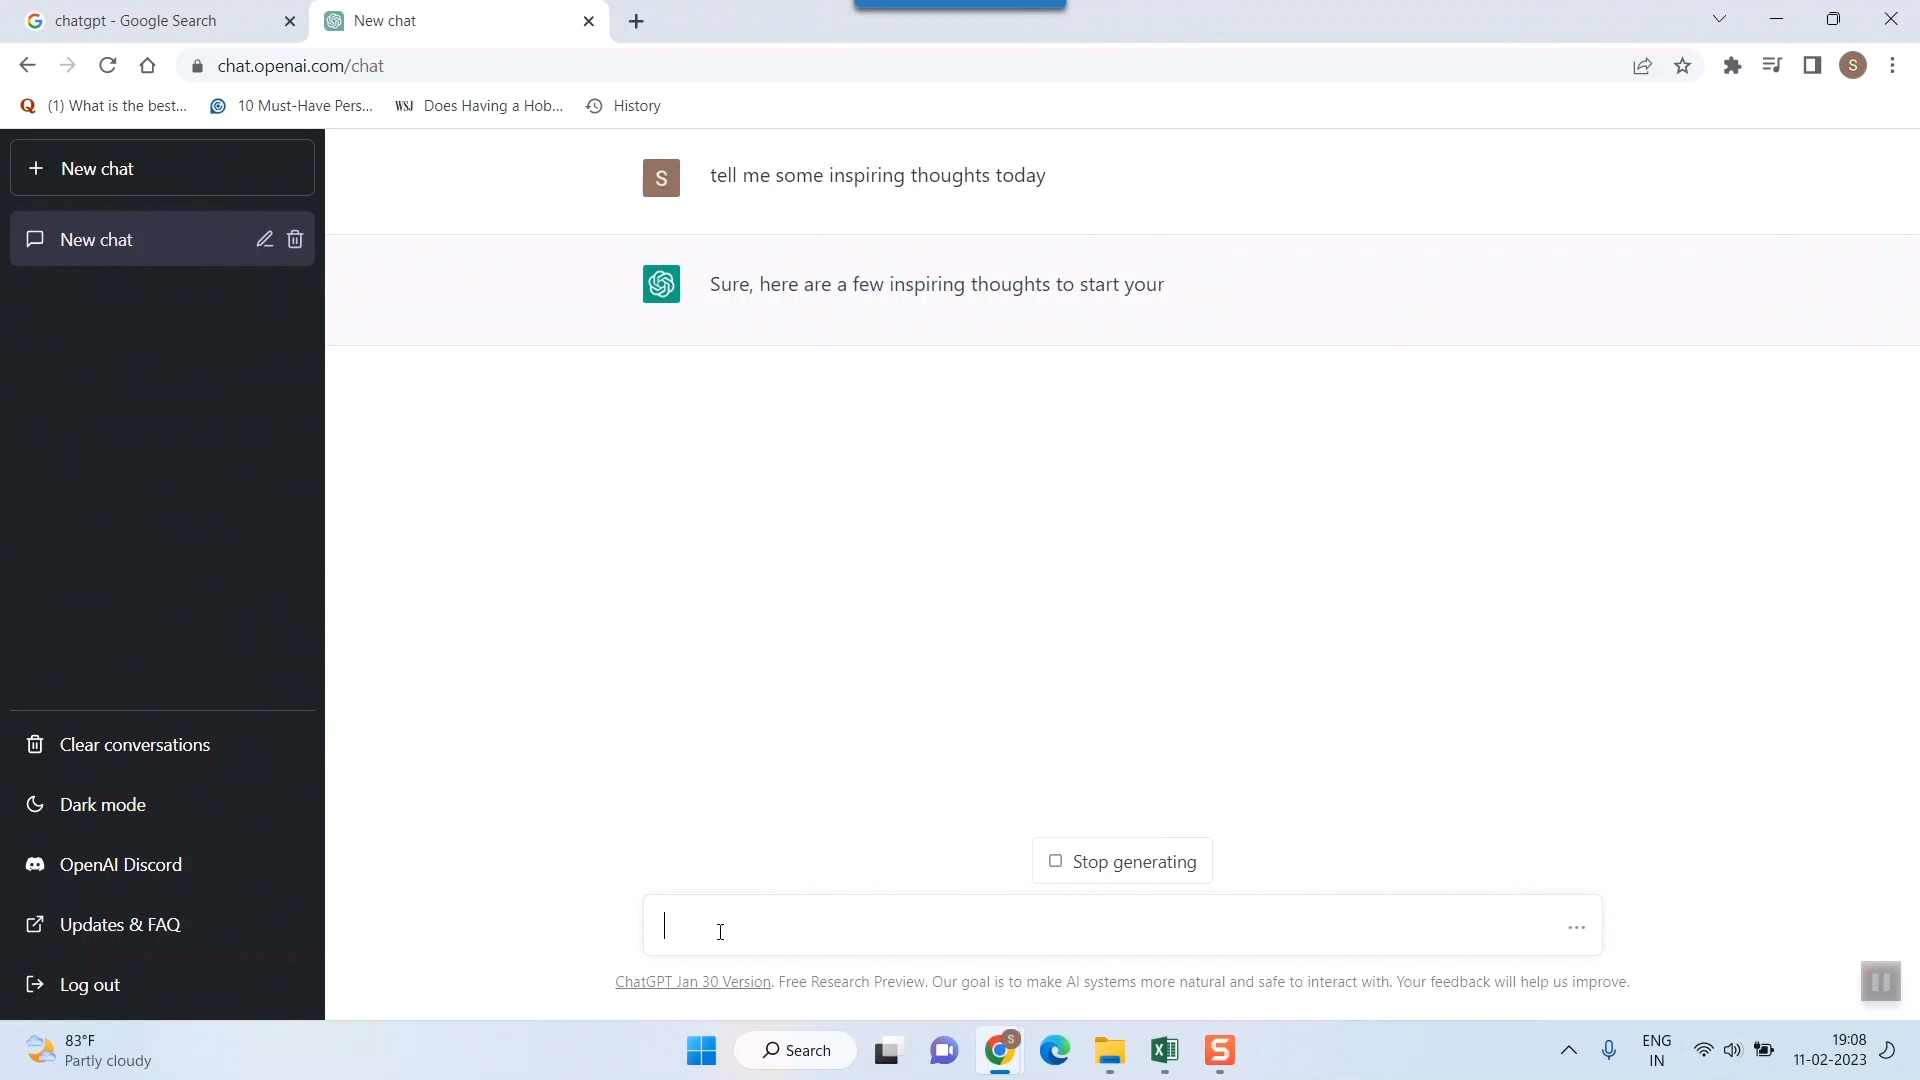 chatgpt - Google Search
New chat
chat.openai.com/chat
S
Q (1) What is the best...
10 Must-Have Pers...
WSJ Does Having a Hob...
History
New chat
New chat
S
tell me some inspiring thoughts today
Sure, here are a few inspiring thoughts to start your
Clear conversations
Dark mode
OpenAI Discord
Updates & FAQ
Log out
Stop generating
ChatGPT Jan 30 Version. Free Research Preview. Our goal is to make AI systems more natural and safe to interact with. Your feedback will help us improve.
83°F
Partly cloudy
Search
S
S
ENG
IN
19:08
11-02-2023